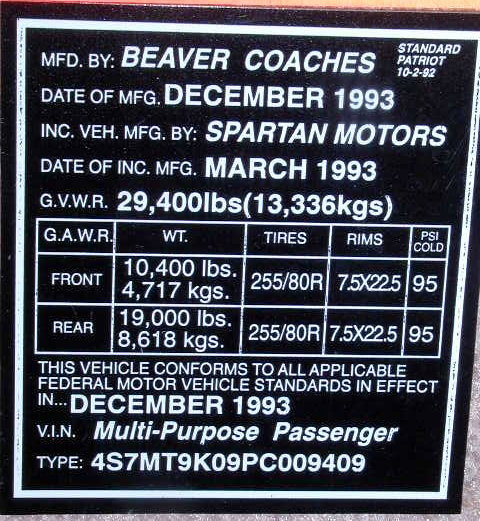 MFD. BY: BEAVER COACHES STANDARD PATRIOT 10-2-92
DATE OF MFG. DECEMBER 1993
INC. VEH. MFG. BY: SPARTAN MOTORS
DATE OF INC. MFG. MARCH 1993
G.V.W.R. 29,400lbs(13,336kgs)
G.A.W.R. WT. TIRES RIMS PSI COLD
FRONT 10,400 lbs. 4,717 kgs. 255/80R 7.5X22.5 95
REAR 19,000 lbs. 8,618 kgs. 255/80R 7.5X22.5 95
THIS VEHICLE CONFORMS TO ALL APPLICABLE
FEDERAL MOTOR VEHICLE STANDARDS IN EFFECT
IN... DECEMBER 1993
V.I.N. Multi-Purpose Passenger
TYPE: 4S7MT9K09PC009409